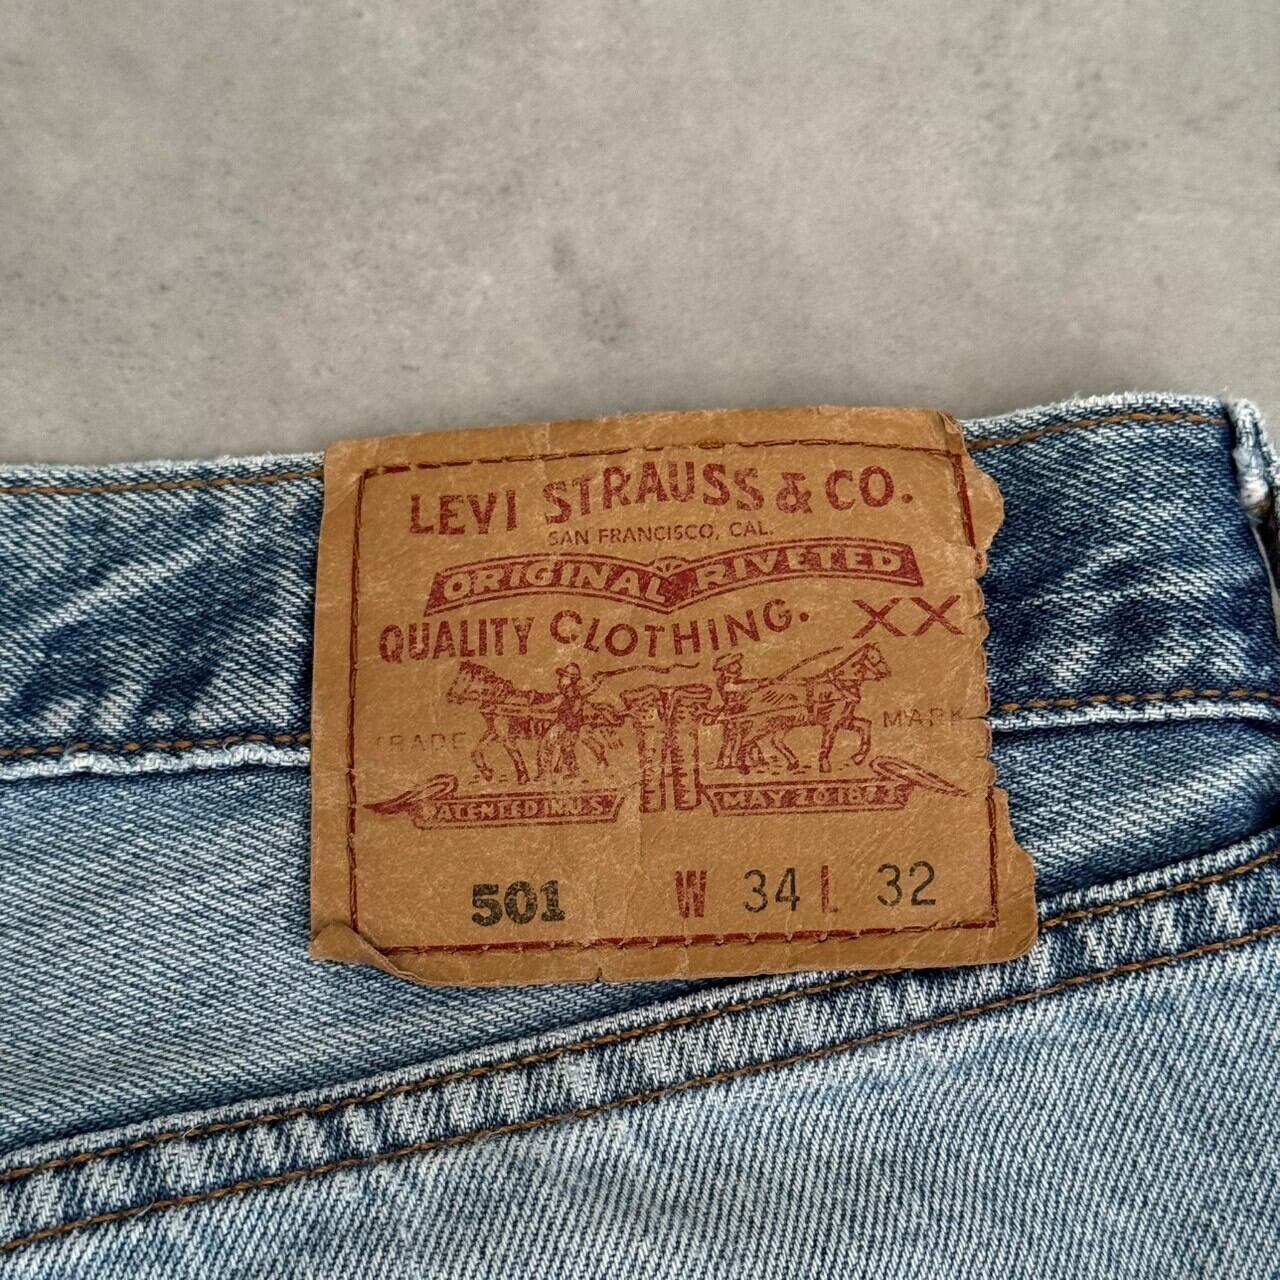 LEVI STRAUSS & CO.
SAN FRANCISCO, CAL.
ORIGINAL RIVETED
QUALITY CLOTHING. XX
TRADE MARK
PATENTED IN U.S. MAY 20 1873
501 W 34 L 32